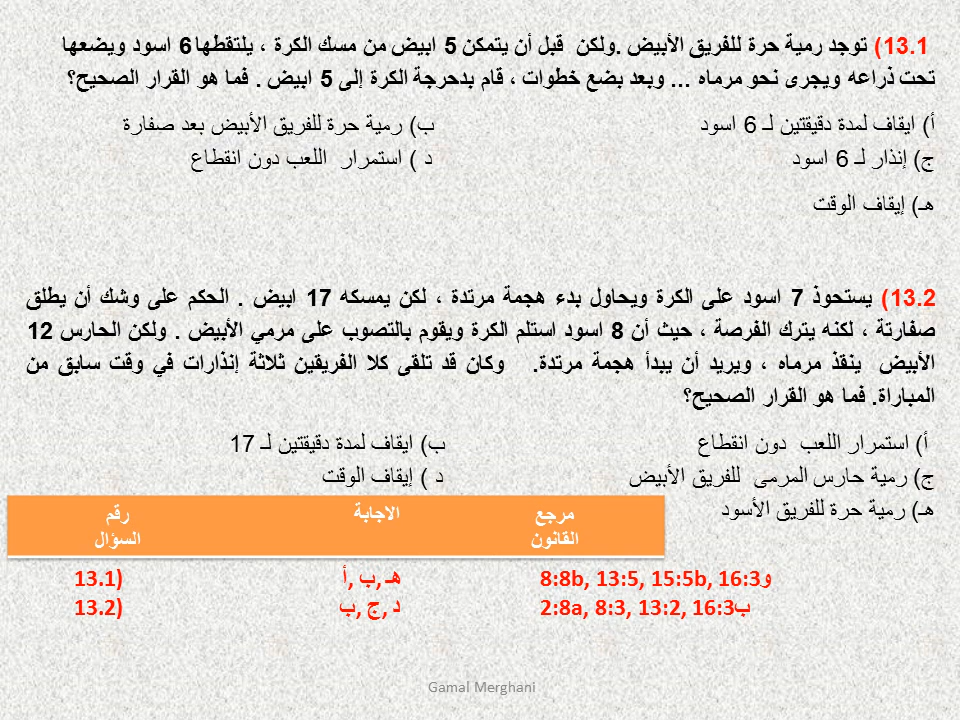 13.1) توجد رمية حرة للفريق الأبيض .ولكن قبل أن يتمكن 5 ابيض من مسك الكرة ، يلتقطها 6 اسود ويضعها
تحت ذراعه ويجرى نحو مرماه ... وبعد بضع خطوات ، قام بدحرجة الكرة إلى 5 ابيض . فما هو القرار الصحيح؟
أ) ايقاف لمدة دقيقتين لـ 6 اسود ب) رمية حرة للفريق الأبيض بعد صفارة
ج) إنذار لـ 6 اسود د ) استمرار اللعب دون انقطاع
هـ) إيقاف الوقت
13.2) يستحوذ 7 اسود على الكرة ويحاول بدء هجمة مرتدة ، لكن يمسكه 17 ابيض . الحكم على وشك أن يطلق
صفارتة ، لكنه يترك الفرصة ، حيث أن 8 اسود استلم الكرة ويقوم بالتصوب على مرمي الأبيض . ولكن الحارس 12
الأبيض ينقذ مرماه ، ويريد أن يبدأ هجمة مرتدة. وكان قد تلقى كلا الفريقين ثلاثة إنذارات في وقت سابق من
المباراة. فما هو القرار الصحيح؟
أ) استمرار اللعب دون انقطاع ب) ايقاف لمدة دقيقتين لـ 17
ج) رمية حارس المرمى للفريق الأبيض د ) إيقاف الوقت
هـ) رمية حرة للفريق الأسود
مرجع الاجابة رقم
القانون السؤال
8:8b, 13:5, 15:5b, 16:3و هـ ,ب ,أ 13.1)
2:8a, 8:3, 13:2, 16:3ب د ,ج ,ب 13.2)
Gamal Merghani